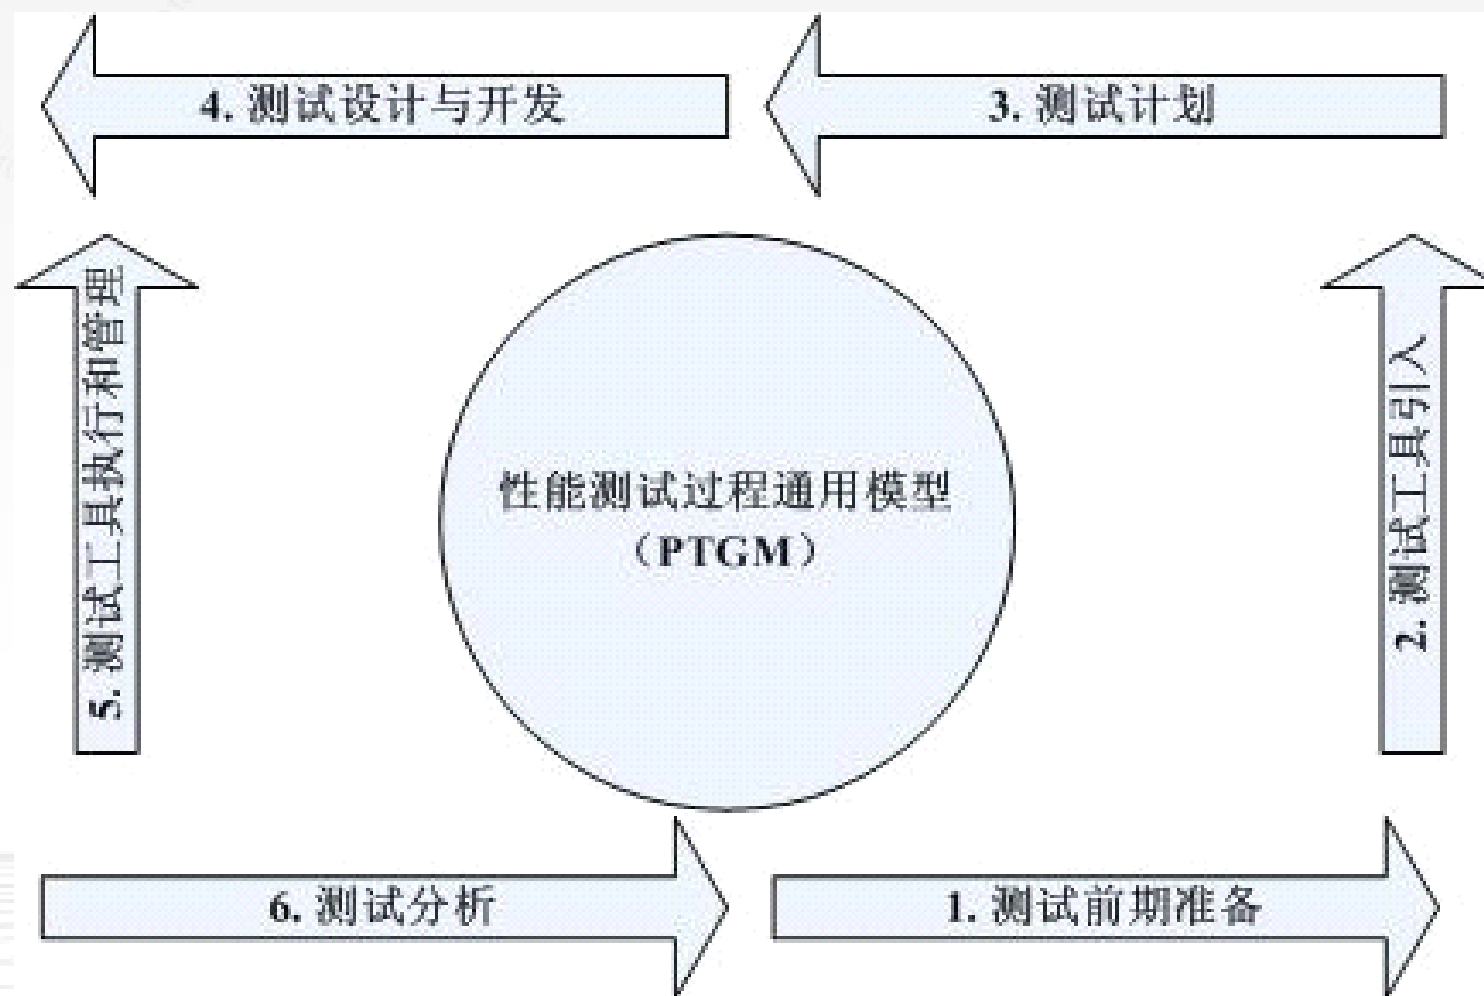 4. 测试设计与开发
3. 测试计划
5. 测试工具执行和管理
性能测试过程通用模型
（PTGM）
2. 测试工具引入
6. 测试分析
1. 测试前期准备